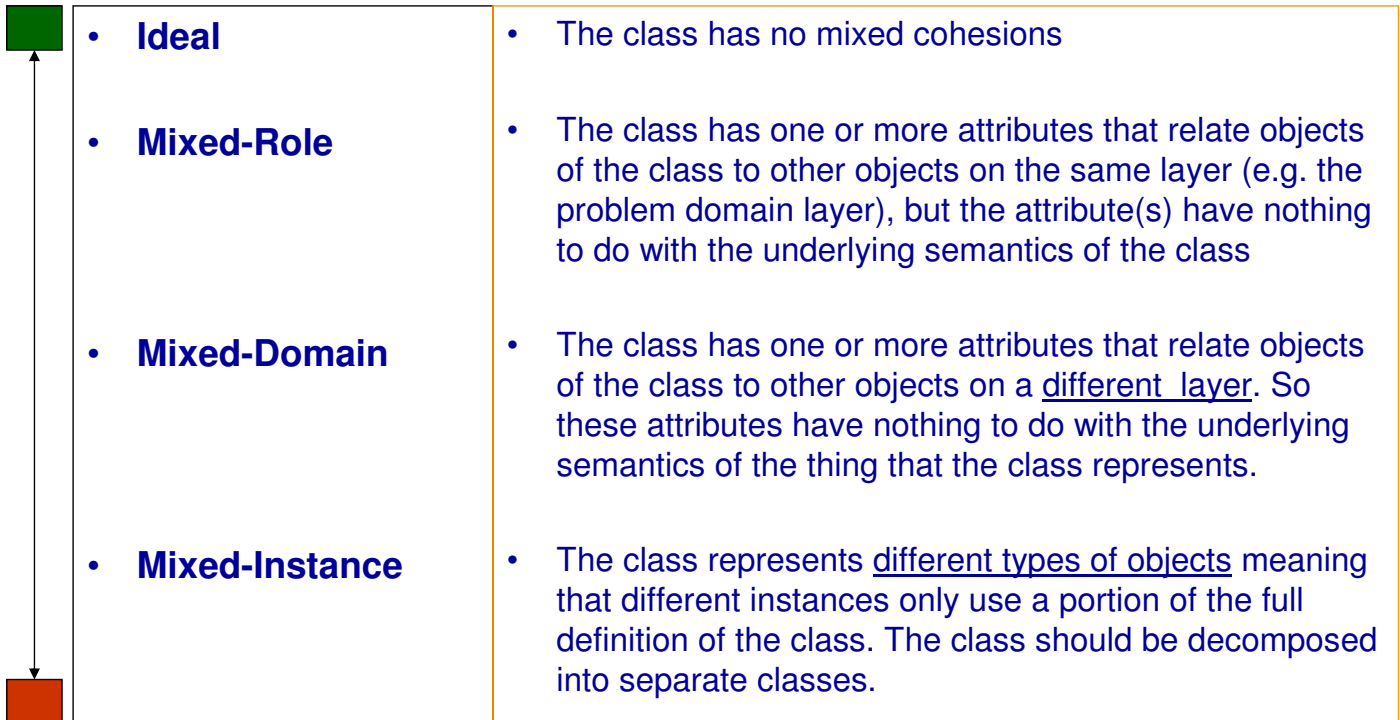 • Ideal
• The class has no mixed cohesions
• Mixed-Role
• The class has one or more attributes that relate objects
of the class to other objects on the same layer (e.g. the
problem domain layer), but the attribute(s) have nothing
to do with the underlying semantics of the class
• Mixed-Domain
• The class has one or more attributes that relate objects
of the class to other objects on a different layer. So
these attributes have nothing to do with the underlying
semantics of the thing that the class represents.
• Mixed-Instance
• The class represents different types of objects meaning
that different instances only use a portion of the full
definition of the class. The class should be decomposed
into separate classes.